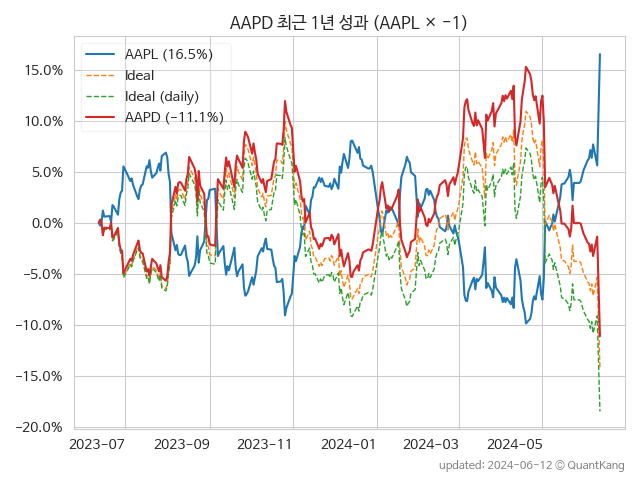 AAPD 최근 1년 성과 (AAPL × −1)
AAPL (16.5%)
Ideal
Ideal (daily)
AAPD (−11.1%)
15.0%
10.0%
5.0%
0.0%
−5.0%
−10.0%
−15.0%
−20.0%
2023-07 2023-09 2023-11 2024-01 2024-03 2024-05
updated: 2024-06-12 © QuantKang